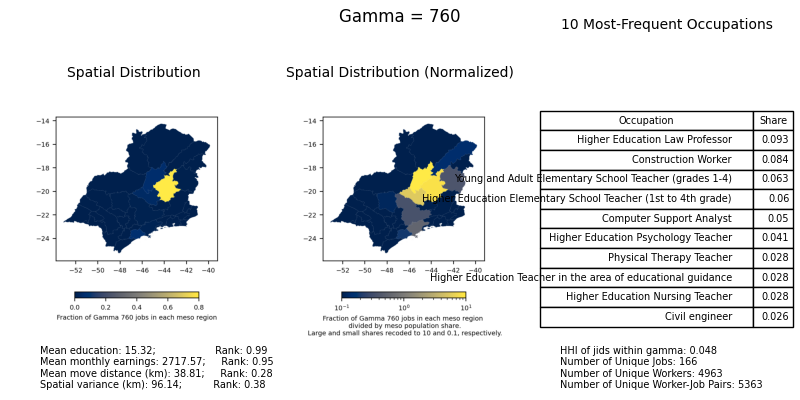 Gamma = 760
10 Most-Frequent Occupations
Spatial Distribution
Spatial Distribution (Normalized)
−14
−16
−18
−20
−22
−24
−52 −50 −48 −46 −44 −42 −40
0.0 0.2 0.4 0.6 0.8
Fraction of Gamma 760 jobs in each meso region
−14
−16
−18
−20
−22
−24
−52 −50 −48 −46 −44 −42 −40
10⁻¹ 10⁰ 10¹
Fraction of Gamma 760 jobs in each meso region
divided by meso population share.
Large and small shares recoded to 10 and 0.1, respectively.
Occupation Share
Higher Education Law Professor 0.093
Construction Worker 0.084
Young and Adult Elementary School Teacher (grades 1-4) 0.063
Higher Education Elementary School Teacher (1st to 4th grade) 0.06
Computer Support Analyst 0.05
Higher Education Psychology Teacher 0.041
Physical Therapy Teacher 0.028
Higher Education Teacher in the area of educational guidance 0.028
Higher Education Nursing Teacher 0.028
Civil engineer 0.026
Mean education: 15.32; Rank: 0.99
Mean monthly earnings: 2717.57; Rank: 0.95
Mean move distance (km): 38.81; Rank: 0.28
Spatial variance (km): 96.14; Rank: 0.38
HHI of jids within gamma: 0.048
Number of Unique Jobs: 166
Number of Unique Workers: 4963
Number of Unique Worker-Job Pairs: 5363